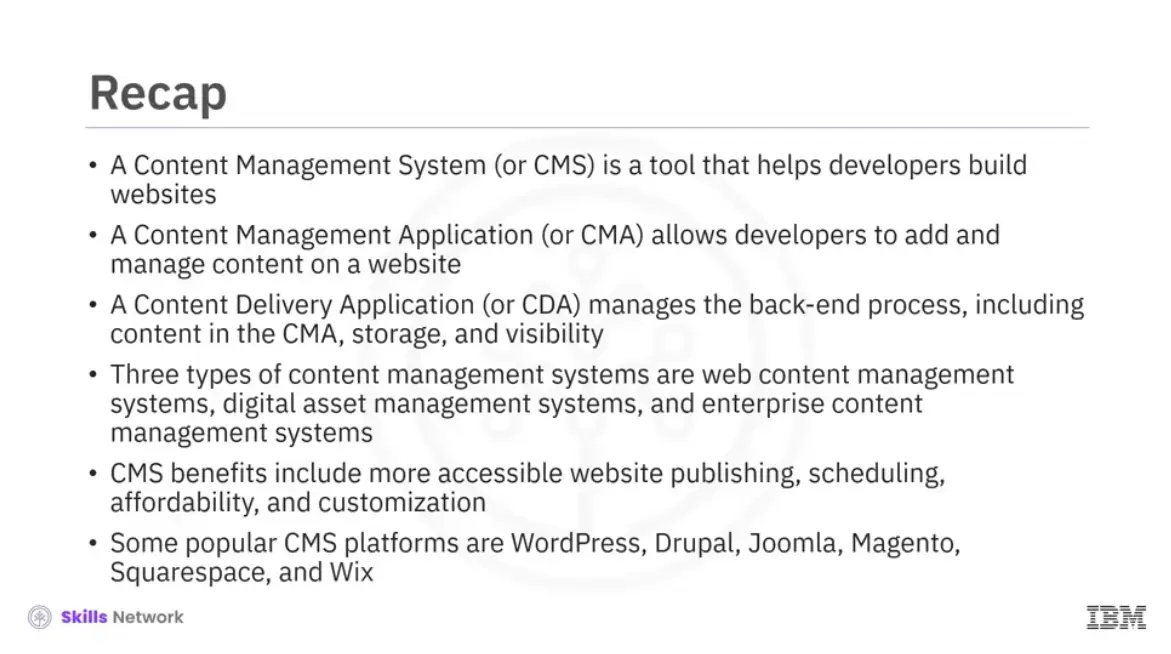 Recap
• A Content Management System (or CMS) is a tool that helps developers build
websites
• A Content Management Application (or CMA) allows developers to add and
manage content on a website
• A Content Delivery Application (or CDA) manages the back-end process, including
content in the CMA, storage, and visibility
• Three types of content management systems are web content management
systems, digital asset management systems, and enterprise content
management systems
• CMS benefits include more accessible website publishing, scheduling,
affordability, and customization
• Some popular CMS platforms are WordPress, Drupal, Joomla, Magento,
Squarespace, and Wix
Skills Network
IBM